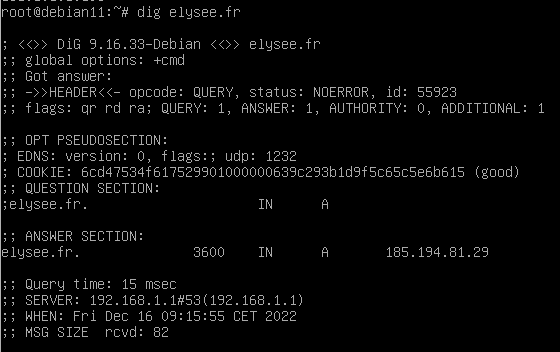 root@debian11:~# dig elysee.fr
; <<>> DiG 9.16.33-Debian <<>> elysee.fr
;; global options: +cmd
;; Got answer:
;; ->>HEADER<<- opcode: QUERY, status: NOERROR, id: 55923
;; flags: qr rd ra; QUERY: 1, ANSWER: 1, AUTHORITY: 0, ADDITIONAL: 1
;; OPT PSEUDOSECTION:
; EDNS: version: 0, flags:; udp: 1232
; COOKIE: 6cd47534f617529901000000639c293b1d9f5c65c5e6b615 (good)
;; QUESTION SECTION:
;elysee.fr. IN A
;; ANSWER SECTION:
elysee.fr. 3600 IN A 185.194.81.29
;; Query time: 15 msec
;; SERVER: 192.168.1.1#53(192.168.1.1)
;; WHEN: Fri Dec 16 09:15:55 CET 2022
;; MSG SIZE rcvd: 82